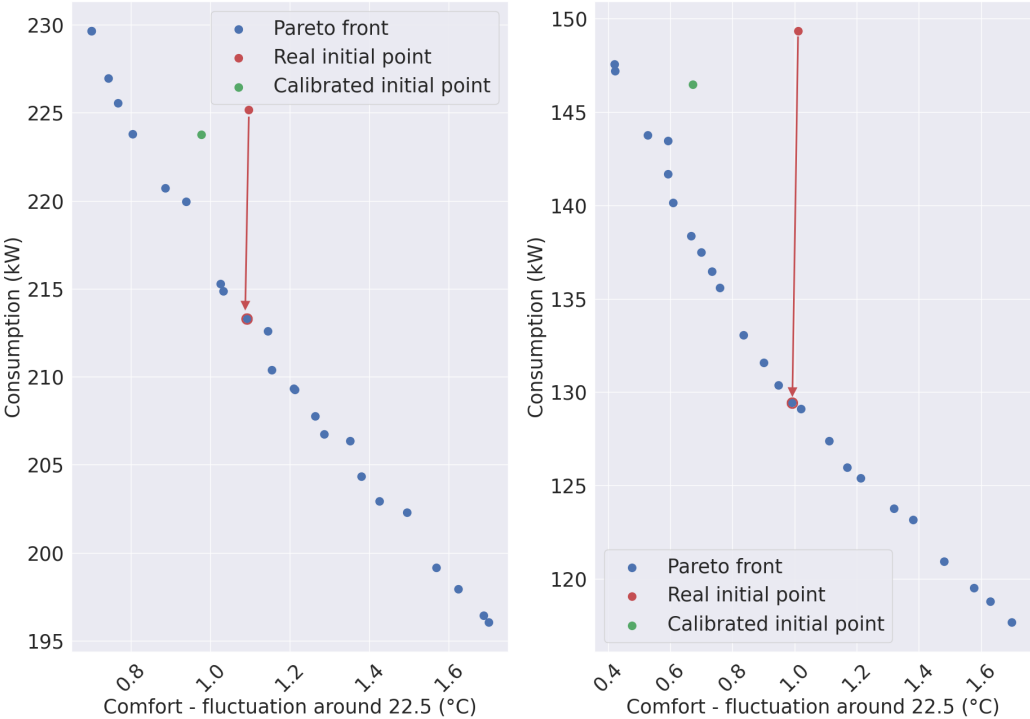 230
225
220
215
210
205
200
195
Consumption (kW)
0.8
1.0
1.2
1.4
1.6
Comfort - fluctuation around 22.5 (°C)
Pareto front
Real initial point
Calibrated initial point
150
145
140
135
130
125
120
Consumption (kW)
0.4
0.6
0.8
1.0
1.2
1.4
1.6
Comfort - fluctuation around 22.5 (°C)
Pareto front
Real initial point
Calibrated initial point